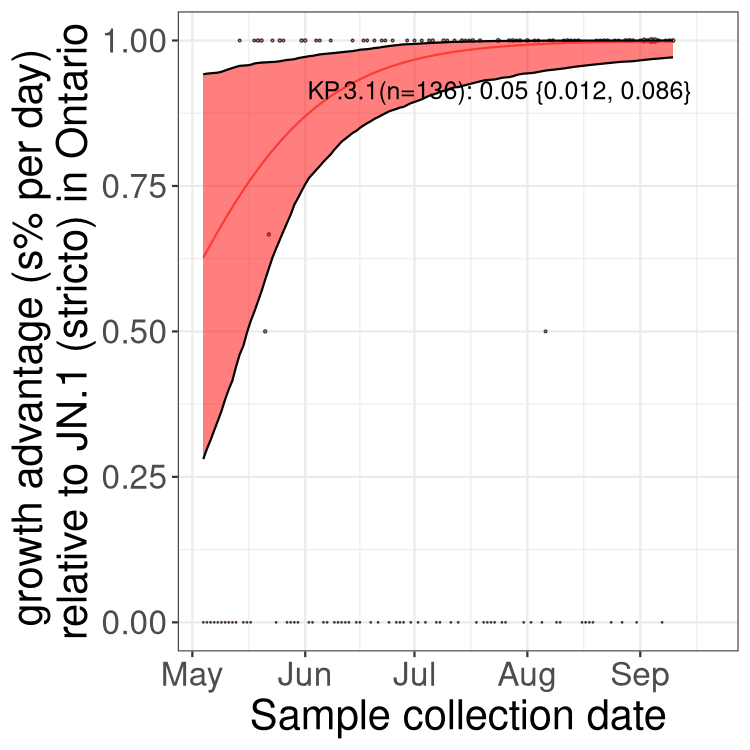 growth advantage (s% per day)
relative to JN.1 (stricto) in Ontario
1.00
0.75
0.50
0.25
0.00
KP.3.1(n=136): 0.05 {0.012, 0.086}
May Jun Jul Aug Sep
Sample collection date